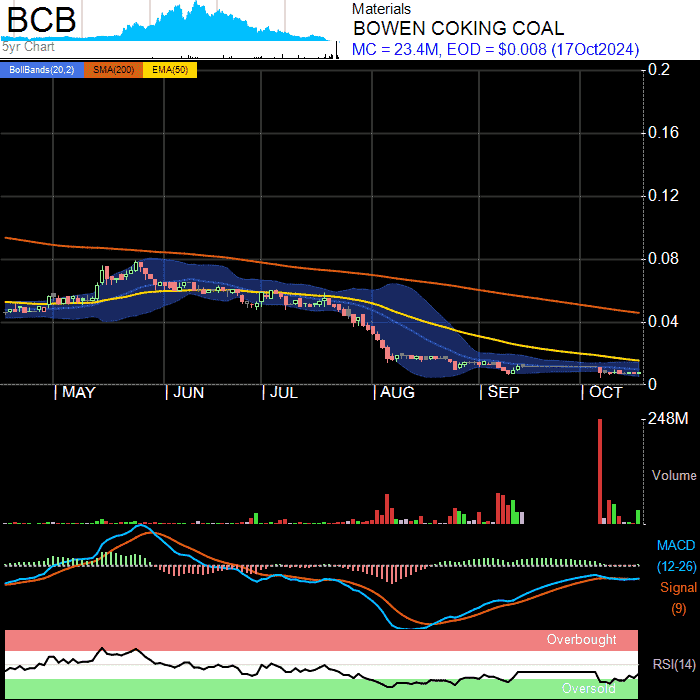 BCB
5yr Chart
Materials
BOWEN COKING COAL
MC = 23.4M, EOD = $0.008 (17Oct2024)
BollBands(20,2) SMA(200) EMA(50)
0.2
0.16
0.12
0.08
0.04
0
MAY JUN JUL AUG SEP OCT
248M
Volume
MACD
(12-26)
Signal
(9)
Overbought
RSI(14)
Oversold